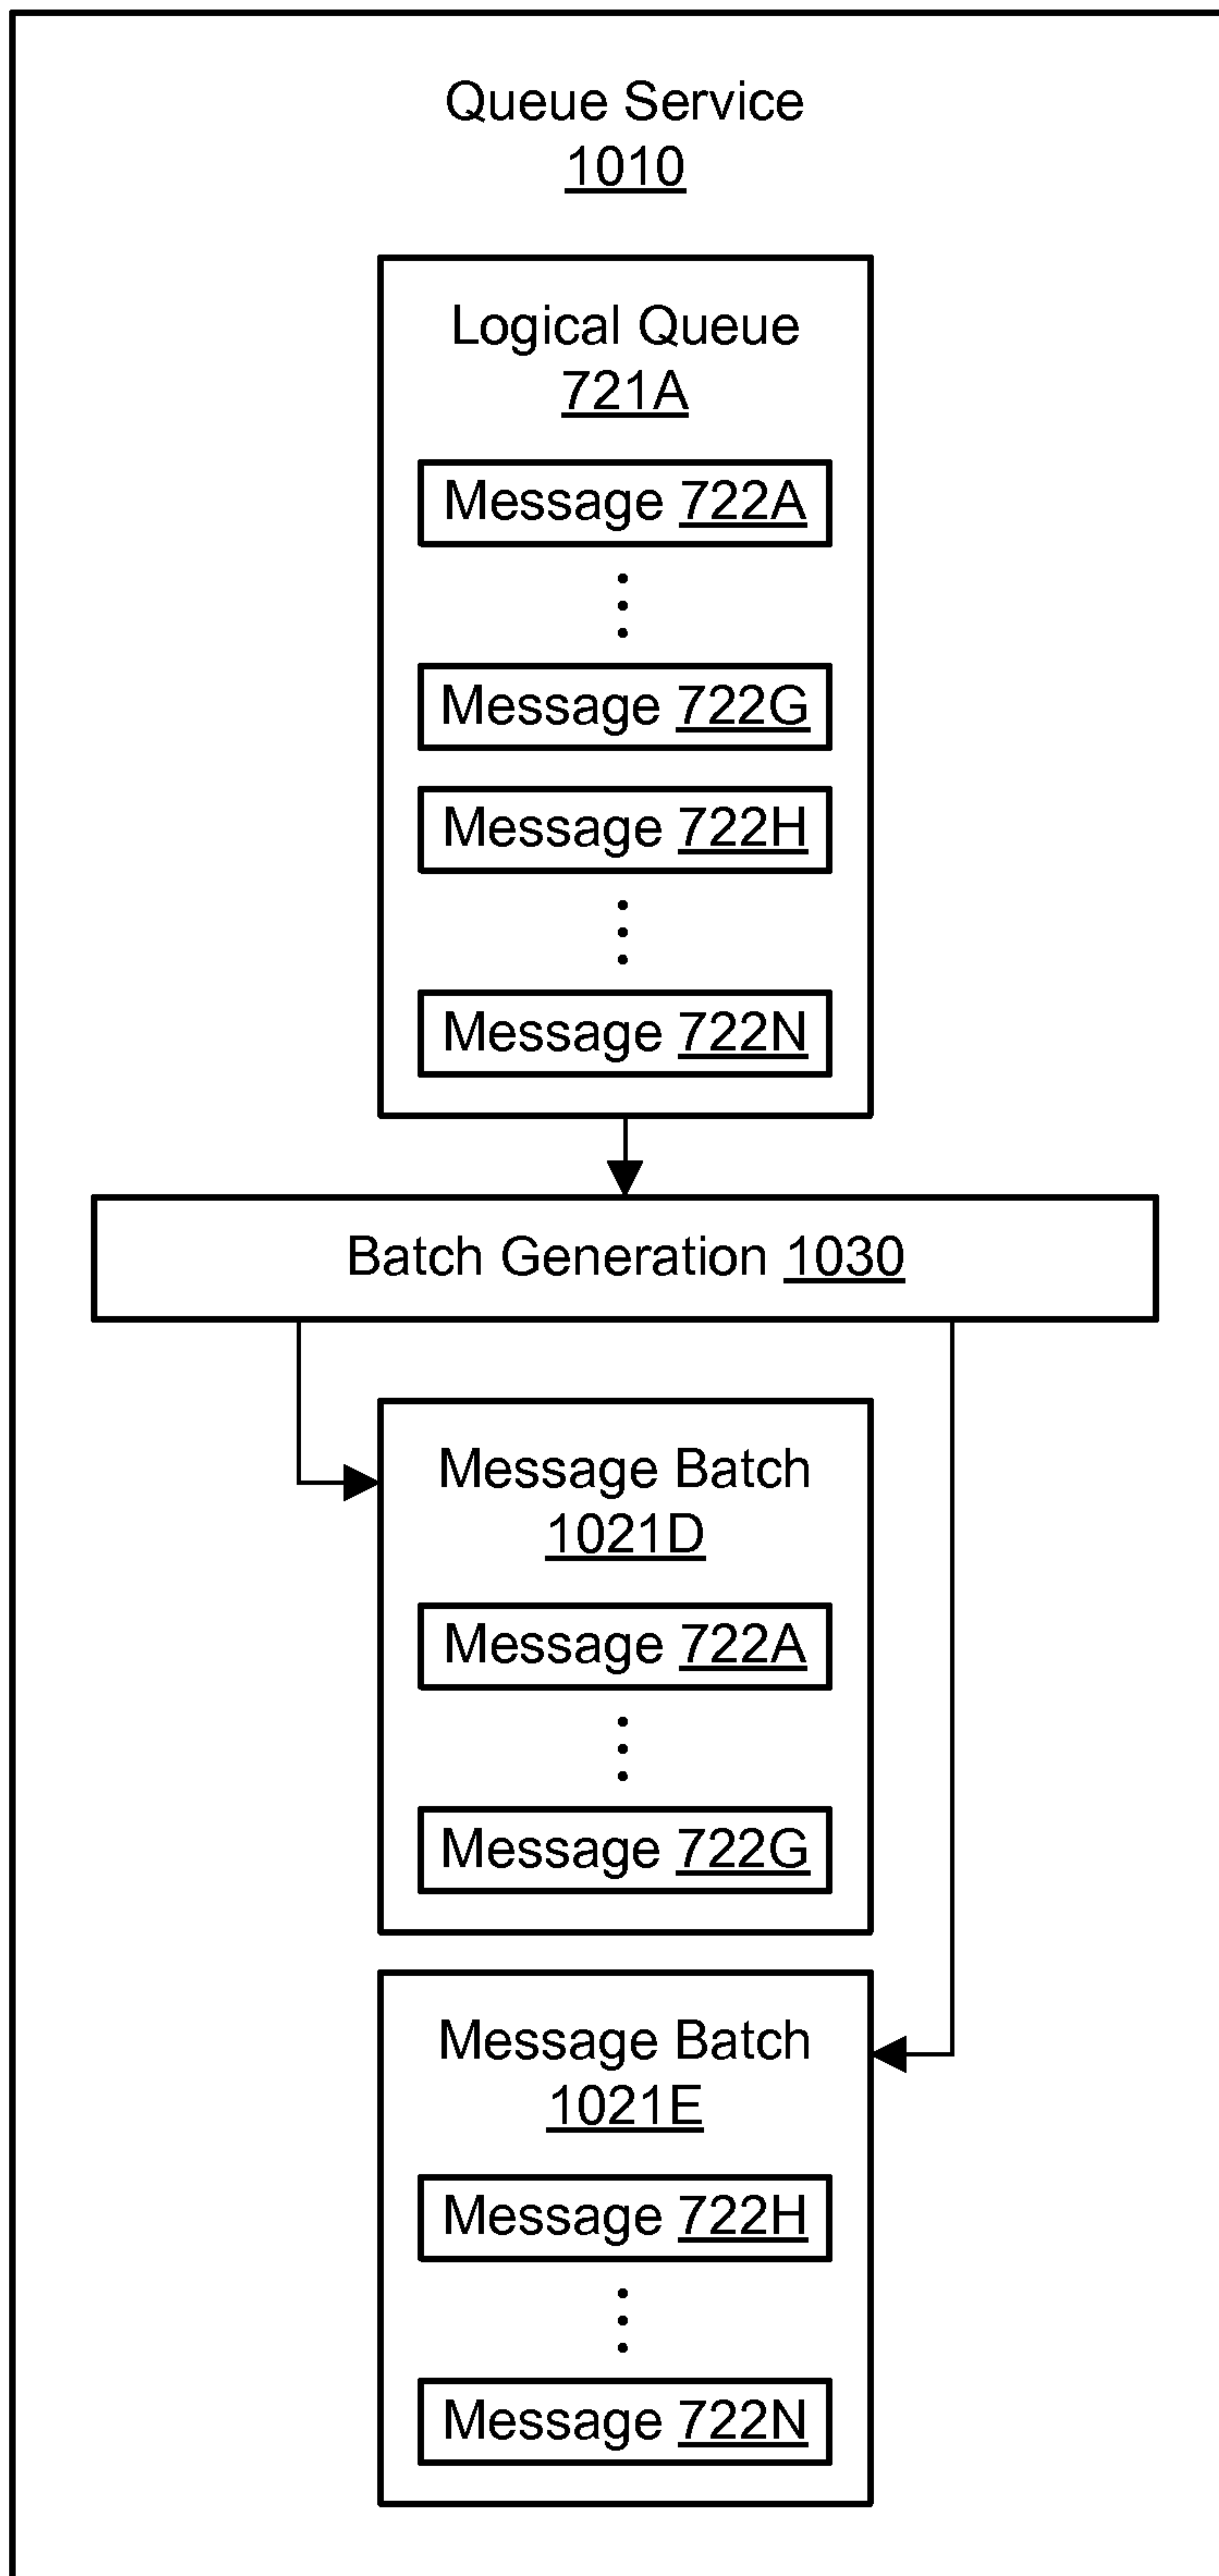 Queue Service
1010
Logical Queue
721A
Message 722A
Message 722G
Message 722H
Message 722N
Batch Generation 1030
Message Batch
1021D
Message 722A
Message 722G
Message Batch
1021E
Message 722H
Message 722N